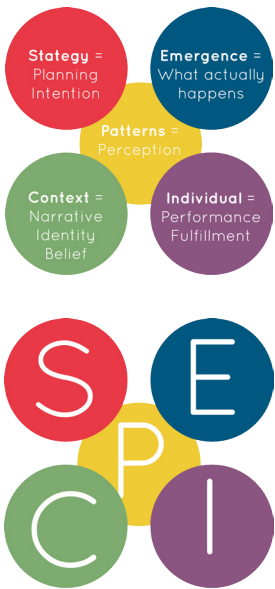 Stategy =
Planning
Intention
Emergence =
What actually
happens
Patterns =
Perception
Context =
Narrative
Identity
Belief
Individual =
Performance
Fulfillment
S
E
P
C
I